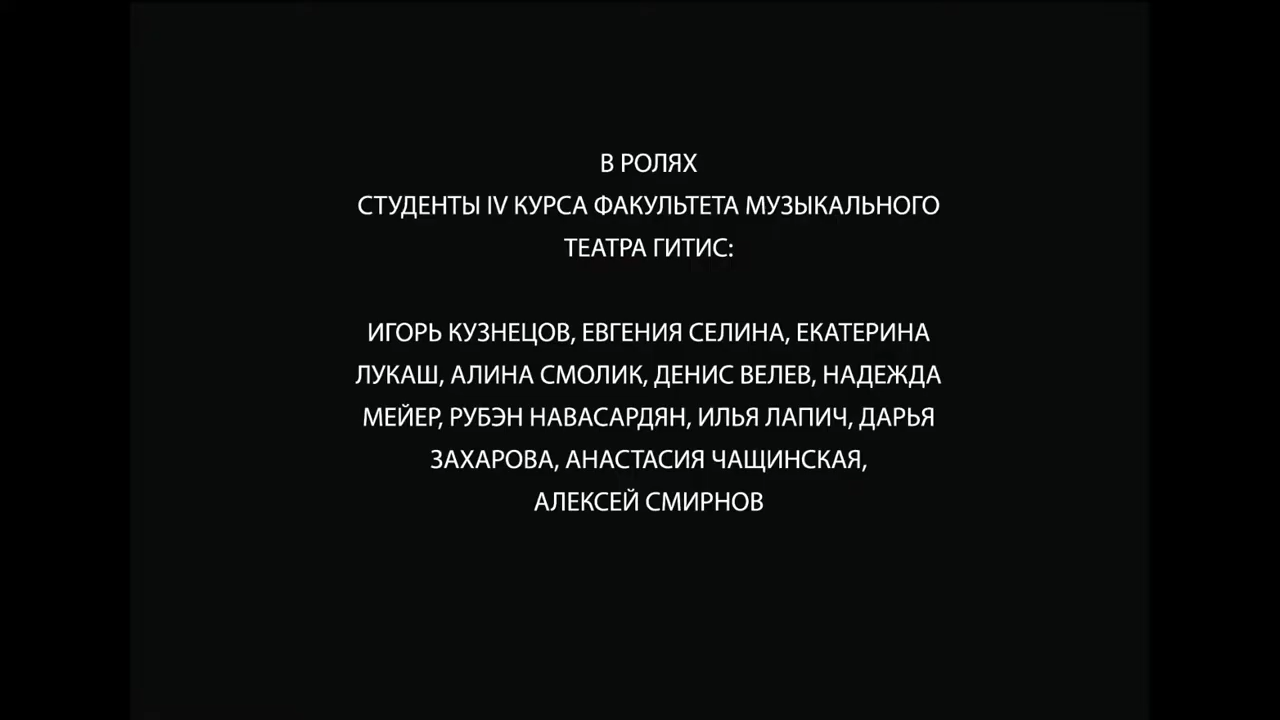 В РОЛЯХ
СТУДЕНТЫ IV КУРСА ФАКУЛЬТЕТА МУЗЫКАЛЬНОГО
ТЕАТРА ГИТИС:
ИГОРЬ КУЗНЕЦОВ, ЕВГЕНИЯ СЕЛИНА, ЕКАТЕРИНА
ЛУКАШ, АЛИНА СМОЛИК, ДЕНИС ВЕЛЕВ, НАДЕЖДА
МЕЙЕР, РУБЭН НАВАСАРДЯН, ИЛЬЯ ЛАПИЧ, ДАРЬЯ
ЗАХАРОВА, АНАСТАСИЯ ЧАЩИНСКАЯ,
АЛЕКСЕЙ СМИРНОВ